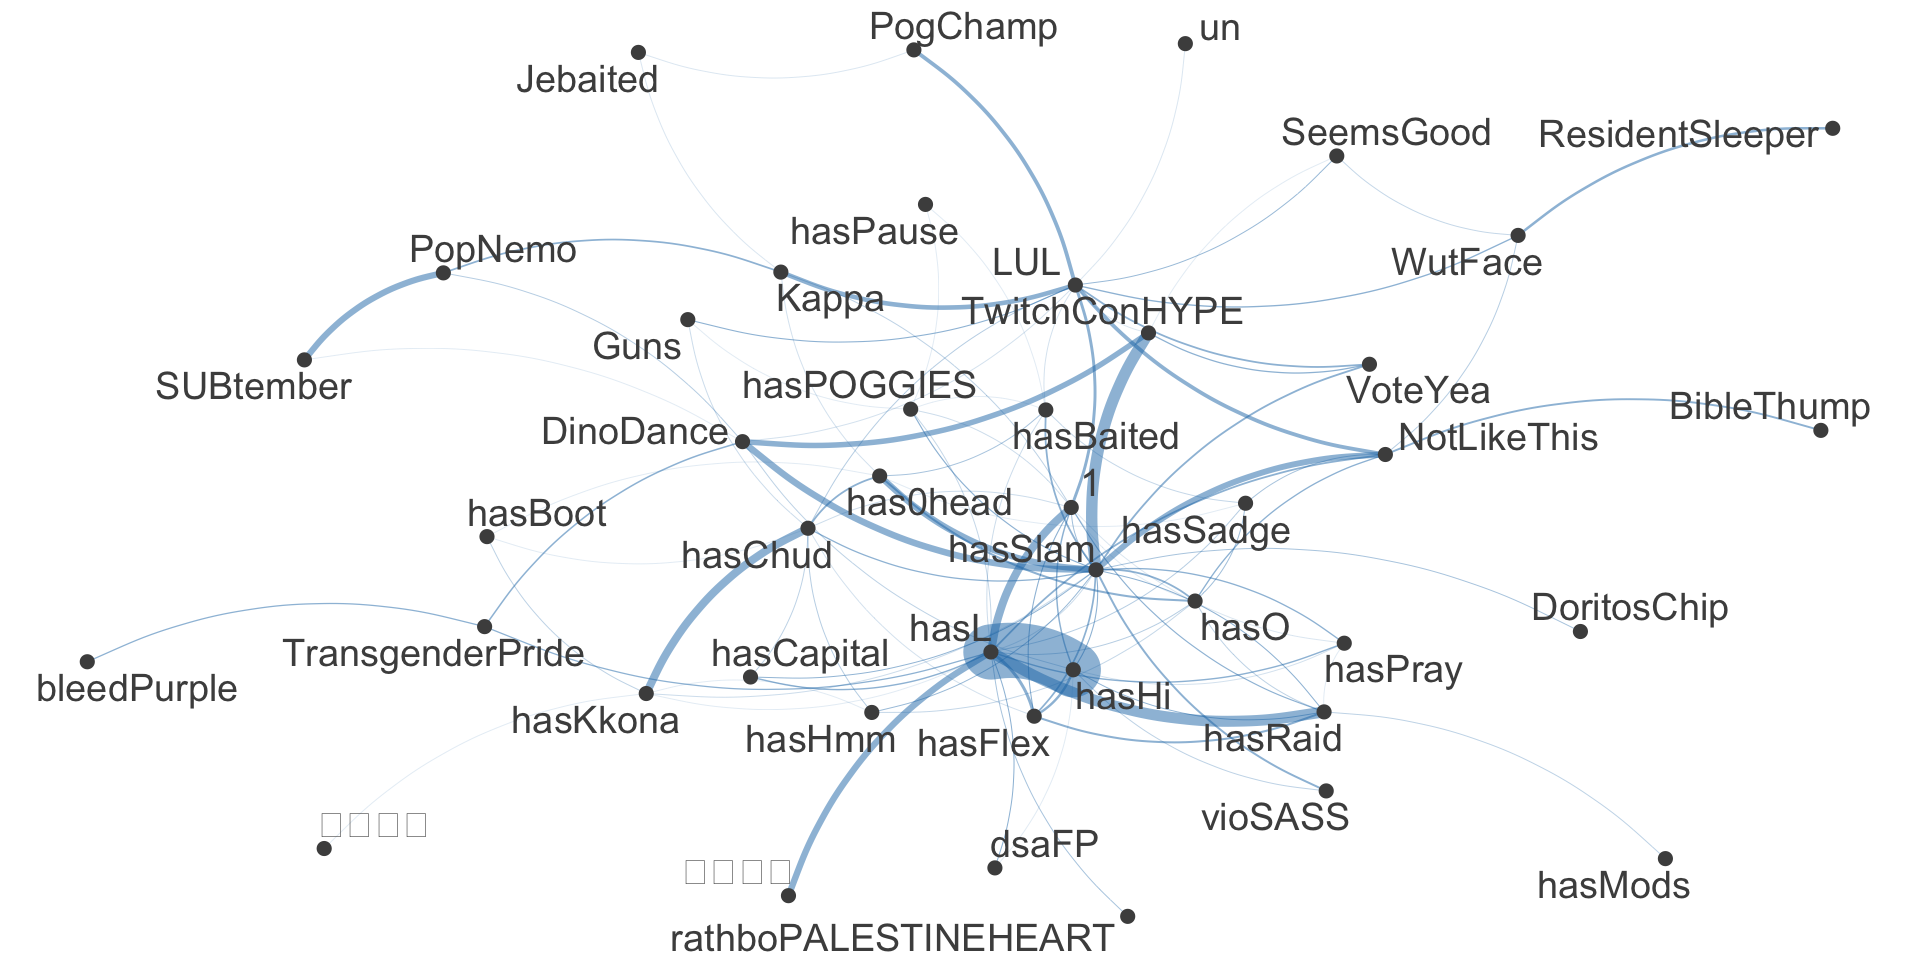 PogChamp
un
Jebaited
SeemsGood
ResidentSleeper
hasPause
PopNemo
LUL
WutFace
Kappa
TwitchConHYPE
Guns
SUBtember
hasPOGGIES
VoteYea
BibleThump
DinoDance
hasBaited
NotLikeThis
1
has0head
hasBoot
hasSadge
hasSlam
hasChud
DoritosChip
hasL
hasO
TransgenderPride
hasCapital
hasPray
bleedPurple
hasHi
hasKkona
hasHmm
hasFlex
hasRaid
vioSASS
dsaFP
hasMods
rathboPALESTINEHEART